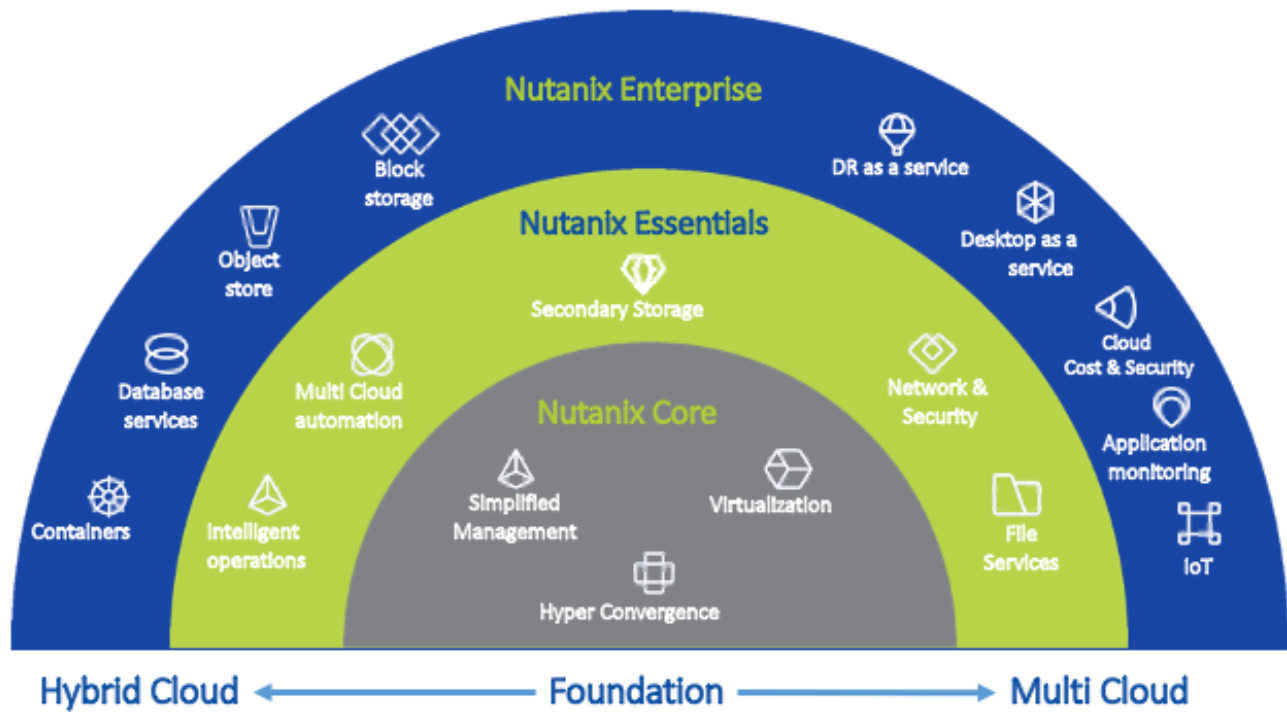 Nutanix Enterprise
Block
storage
DR as a service
Object
store
Desktop as a
service
Database
services
Cloud
Cost & Security
Containers
Application
monitoring
IoT
Nutanix Essentials
Secondary Storage
Multi Cloud
automation
Network &
Security
Intelligent
operations
File
Services
Nutanix Core
Simplified
Management
Virtualization
Hyper Convergence
Hybrid Cloud
Foundation
Multi Cloud